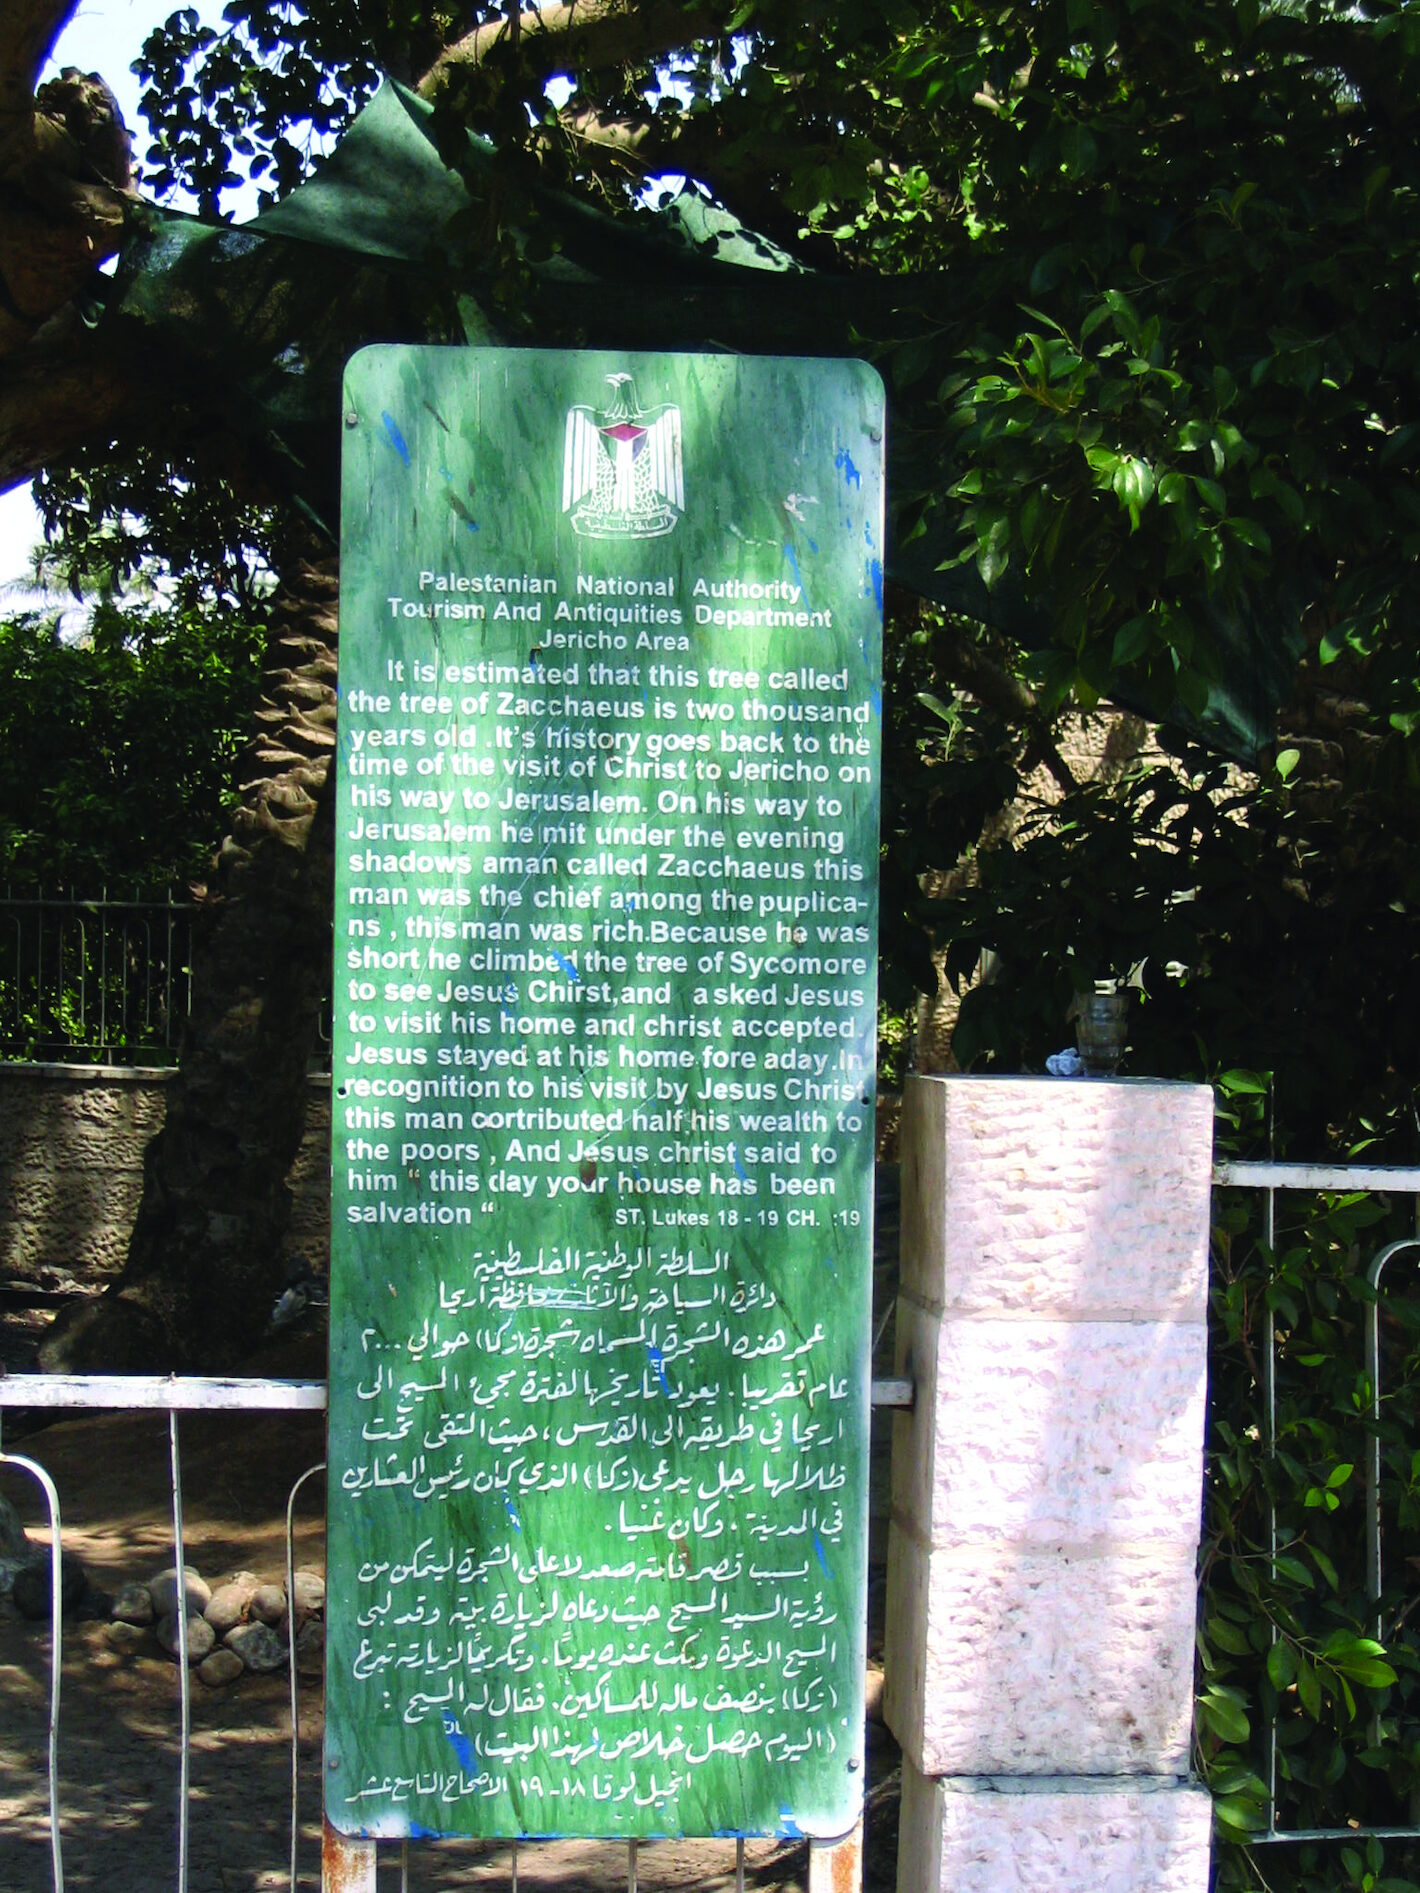 السلطة الفلسطينية
Palestanian National Authority
Tourism And Antiquities Department
Jericho Area
It is estimated that this tree called
the tree of Zacchaeus is two thousand
years old .It's history goes back to the
time of the visit of Christ to Jericho on
his way to Jerusalem. On his way to
Jerusalem he mit under the evening
shadows aman called Zacchaeus this
man was the chief among the puplica-
ns , this man was rich.Because he was
short he climbed the tree of Sycomore
to see Jesus Chirst,and asked Jesus
to visit his home and christ accepted.
Jesus stayed at his home fore aday.In
recognition to his visit by Jesus Christ
this man cortributed half his wealth to
the poors , And Jesus christ said to
him " this day your house has been
salvation " ST. Lukes 18 - 19 CH. :19
السلطة الوطنية الفلسطينية
دائرة السياحة والآثار محافظة اريحا
عمر هذه الشجرة المسماه شجرة (زكا) حوالي ٢٠٠٠
عام تقريبا . يعود تاريخها لفترة مجيء المسيح الى
اريحا في طريقه الى القدس ، حيث التقى تحت
ظلالها رجل يدعى (زكا) الذي كان رئيس العشارين
في المدينة ، وكان غنيا .
بسبب قصر قامته صعد لاعلى الشجرة ليتمكن من
رؤية السيد المسيح حيث دعاه لزيارة بيته وقد لبى
المسيح الدعوة ومكث عنده يومًا . وتكريمًا لزيارته تبرع
(زكا) بنصف ماله للمساكين . فقال له المسيح :
(اليوم حصل خلاص لهذا البيت)
انجيل لوقا ١٨ - ١٩ الاصحاح التاسع عشر